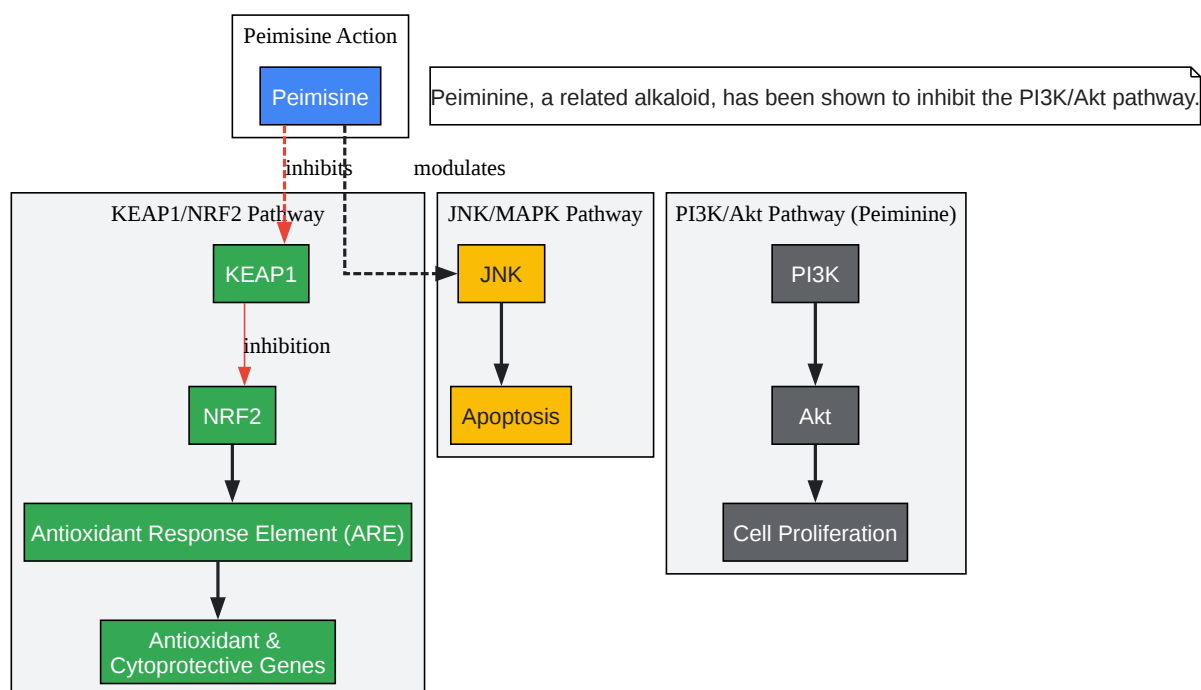 Peimisine Action
Peimisine
Peiminine, a related alkaloid, has been shown to inhibit the PI3K/Akt pathway.
inhibits
modulates
KEAP1/NRF2 Pathway
KEAP1
inhibition
NRF2
Antioxidant Response Element (ARE)
Antioxidant &
Cytoprotective Genes
JNK/MAPK Pathway
JNK
Apoptosis
PI3K/Akt Pathway (Peiminine)
PI3K
Akt
Cell Proliferation